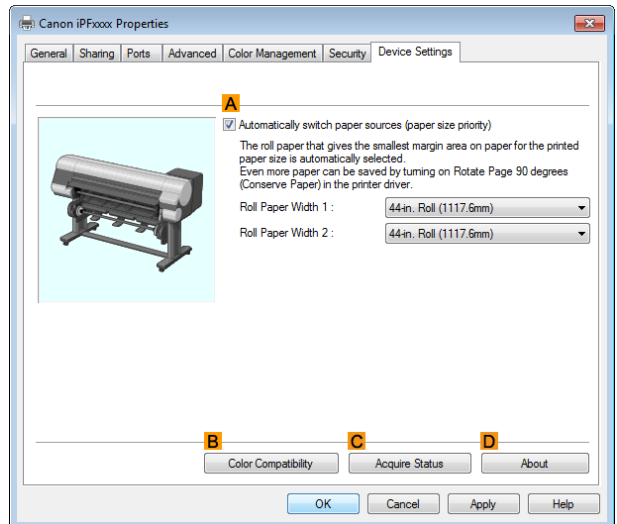 Canon iPFxxxx Properties
General Sharing Ports Advanced Color Management Security Device Settings
A
Automatically switch paper sources (paper size priority)
The roll paper that gives the smallest margin area on paper for the printed
paper size is automatically selected.
Even more paper can be saved by turning on Rotate Page 90 degrees
(Conserve Paper) in the printer driver.
Roll Paper Width 1 : 44-in. Roll (1117.6mm)
Roll Paper Width 2 : 44-in. Roll (1117.6mm)
B C D
Color Compatibility Acquire Status About
OK Cancel Apply Help